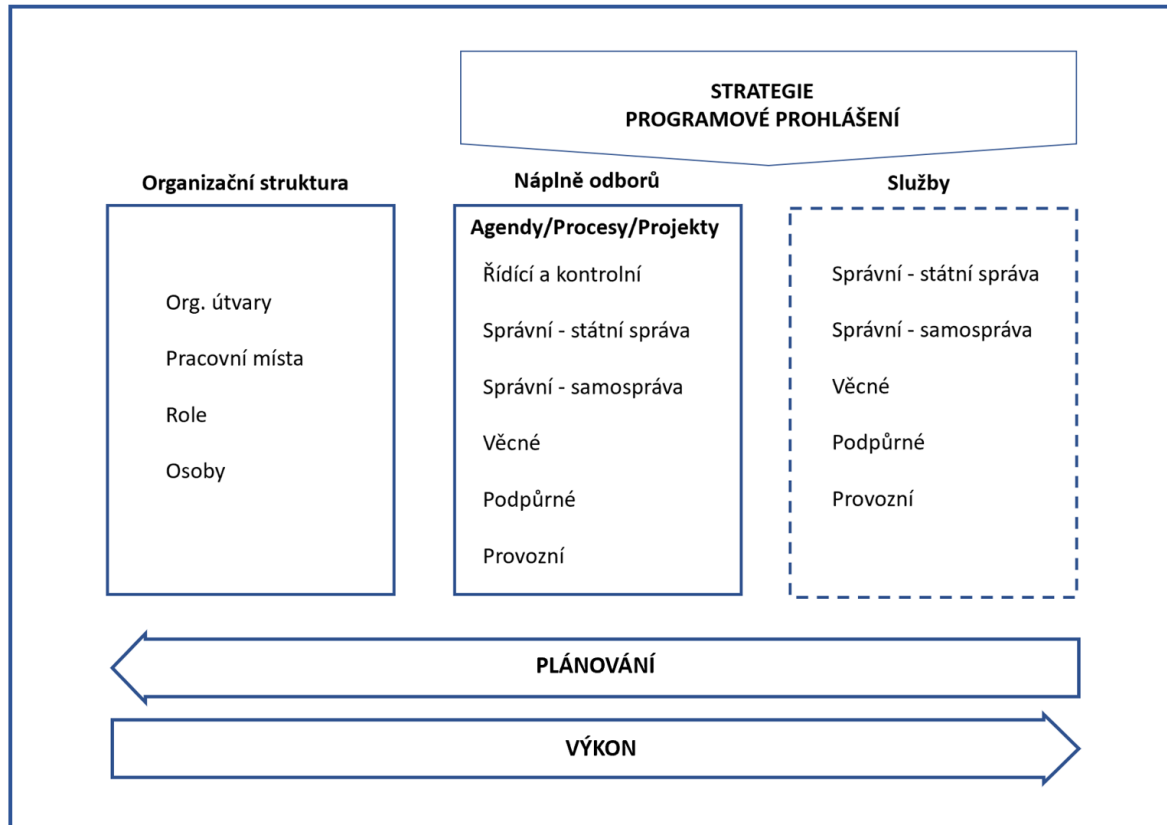 STRATEGIE
PROGRAMOVÉ PROHLÁŠENÍ
Organizační struktura
Org. útvary
Pracovní místa
Role
Osoby
Náplně odborů
Agendy/Procesy/Projekty
Řídící a kontrolní
Správní - státní správa
Správní - samospráva
Věcné
Podpůrné
Provozní
Služby
Správní - státní správa
Správní - samospráva
Věcné
Podpůrné
Provozní
PLÁNOVÁNÍ
VÝKON